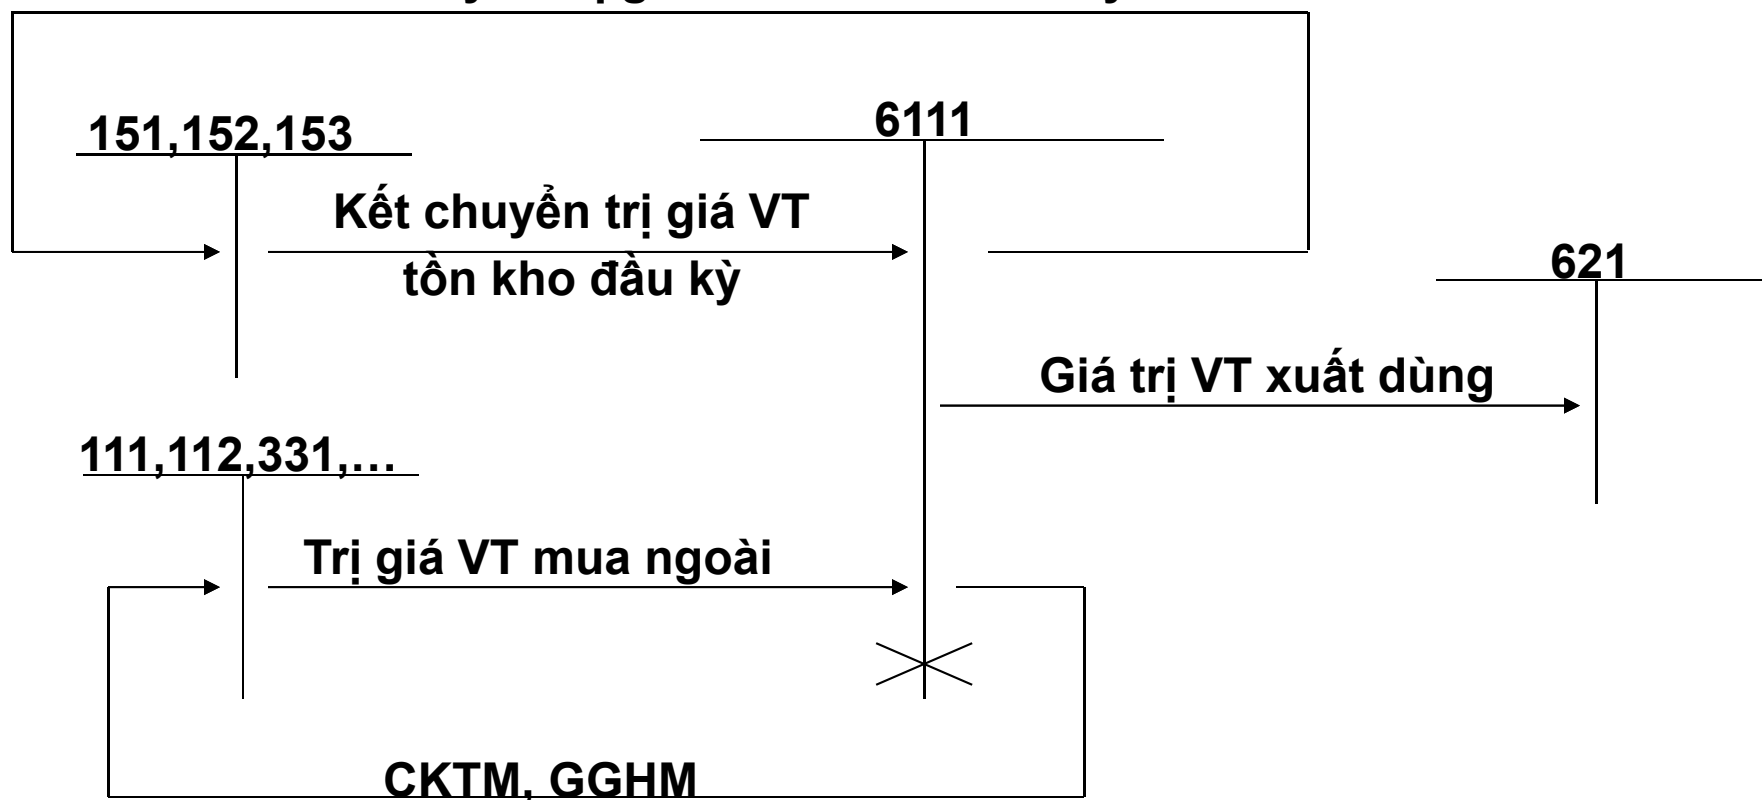 151,152,153
6111
Kết chuyển trị giá VT
tồn kho đầu kỳ
621
Giá trị VT xuất dùng
111,112,331,...
Trị giá VT mua ngoài
CKTM, GGHM